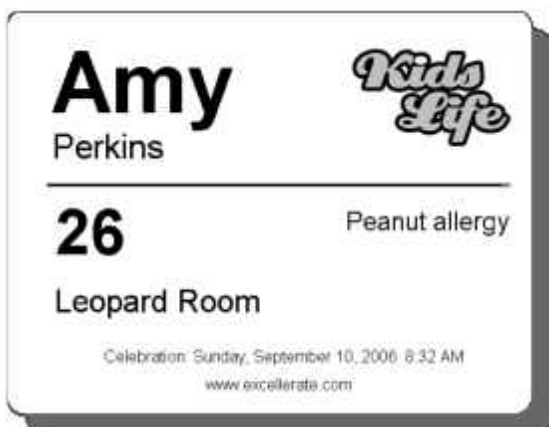 Amy
Kids
Life
Perkins
26
Peanut allergy
Leopard Room
Celebration: Sunday, September 10, 2006 8:32 AM
www.excellerate.com